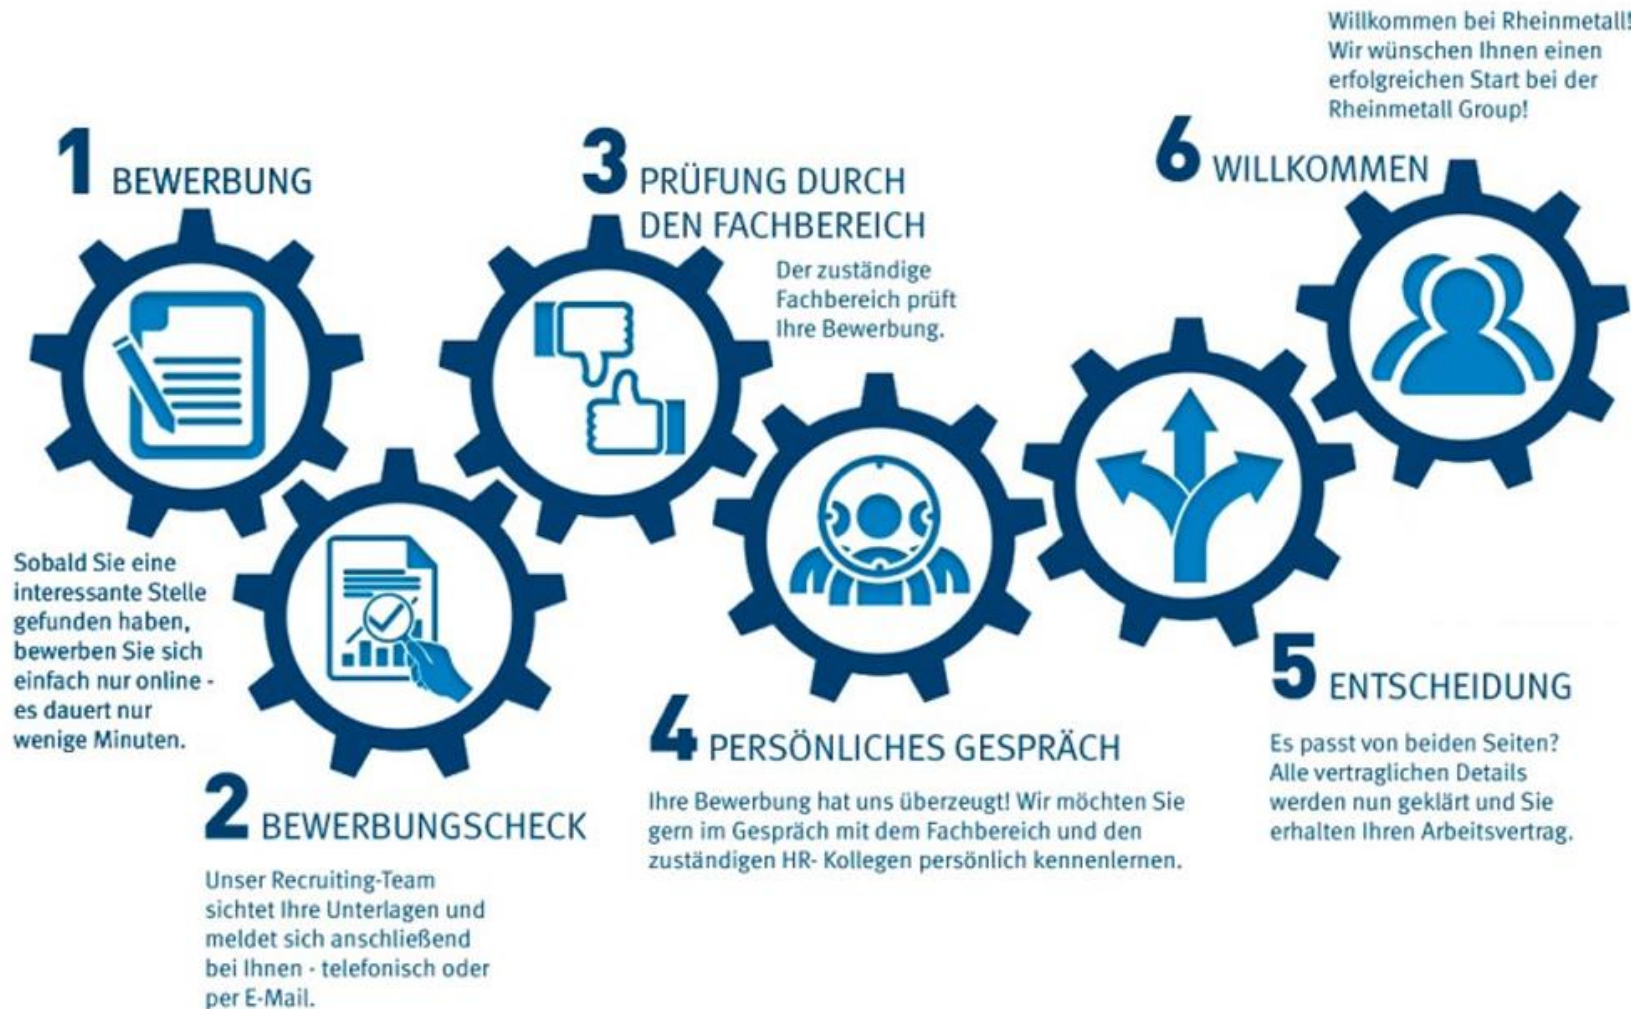 1 BEWERBUNG
Sobald Sie eine
interessante Stelle
gefunden haben,
bewerben Sie sich
einfach nur online -
es dauert nur
wenige Minuten.
2 BEWERBUNGSCHECK
Unser Recruiting-Team
sichtet Ihre Unterlagen und
meldet sich anschließend
bei Ihnen - telefonisch oder
per E-Mail.
3 PRÜFUNG DURCH
DEN FACHBEREICH
Der zuständige
Fachbereich prüft
Ihre Bewerbung.
4 PERSÖNLICHES GESPRÄCH
Ihre Bewerbung hat uns überzeugt! Wir möchten Sie
gern im Gespräch mit dem Fachbereich und den
zuständigen HR- Kollegen persönlich kennenlernen.
5 ENTSCHEIDUNG
Es passt von beiden Seiten?
Alle vertraglichen Details
werden nun geklärt und Sie
erhalten Ihren Arbeitsvertrag.
6 WILLKOMMEN
Willkommen bei Rheinmetall!
Wir wünschen Ihnen einen
erfolgreichen Start bei der
Rheinmetall Group!